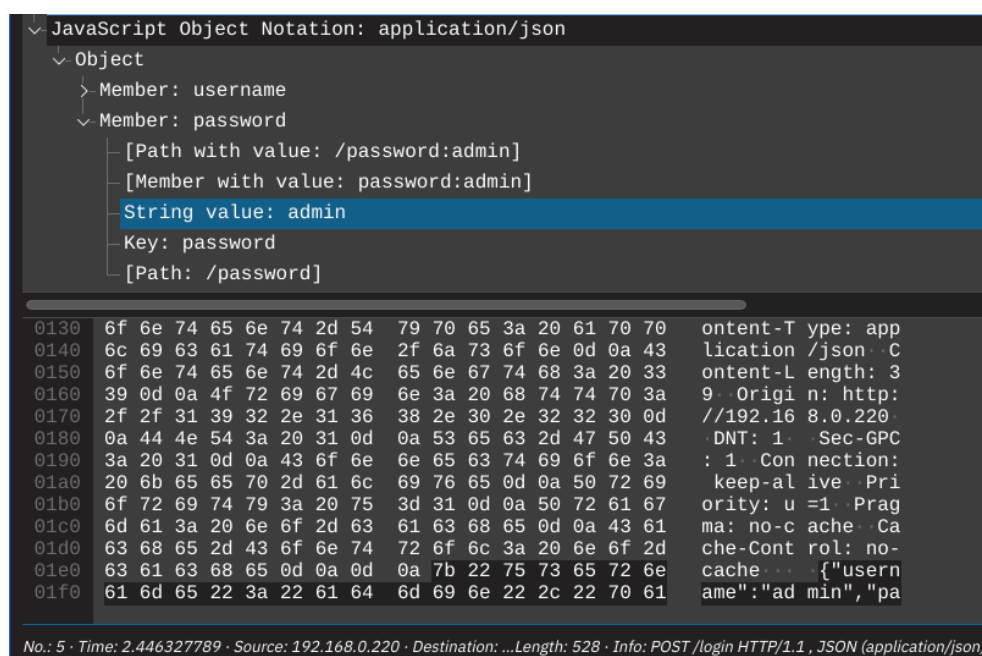 JavaScript Object Notation: application/json
Object
Member: username
Member: password
[Path with value: /password:admin]
[Member with value: password:admin]
String value: admin
Key: password
[Path: /password]
0130 6f 6e 74 65 6e 74 2d 54 79 70 65 3a 20 61 70 70 ontent-T ype: app
0140 6c 69 63 61 74 69 6f 6e 2f 6a 73 6f 6e 0d 0a 43 lication /json··C
0150 6f 6e 74 65 6e 74 2d 4c 65 6e 67 74 68 3a 20 33 ontent-L ength: 3
0160 39 0d 0a 4f 72 69 67 69 6e 3a 20 68 74 74 70 3a 9··Origi n: http:
0170 2f 2f 31 39 32 2e 31 36 38 2e 30 2e 32 32 30 0d //192.16 8.0.220·
0180 0a 44 4e 54 3a 20 31 0d 0a 53 65 63 2d 47 50 43 ·DNT: 1· ·Sec-GPC
0190 3a 20 31 0d 0a 43 6f 6e 6e 65 63 74 69 6f 6e 3a : 1··Con nection:
01a0 20 6b 65 65 70 2d 61 6c 69 76 65 0d 0a 50 72 69 keep-al ive··Pri
01b0 6f 72 69 74 79 3a 20 75 3d 31 0d 0a 50 72 61 67 ority: u =1··Prag
01c0 6d 61 3a 20 6e 6f 2d 63 61 63 68 65 0d 0a 43 61 ma: no-c ache··Ca
01d0 63 68 65 2d 43 6f 6e 74 72 6f 6c 3a 20 6e 6f 2d che-Cont rol: no-
01e0 63 61 63 68 65 0d 0a 0d 0a 7b 22 75 73 65 72 6e cache··· ·{"usern
01f0 61 6d 65 22 3a 22 61 64 6d 69 6e 22 2c 22 70 61 ame":"ad min","pa
No.: 5 · Time: 2.446327789 · Source: 192.168.0.220 · Destination: ...Length: 528 · Info: POST /login HTTP/1.1 , JSON (application/json)